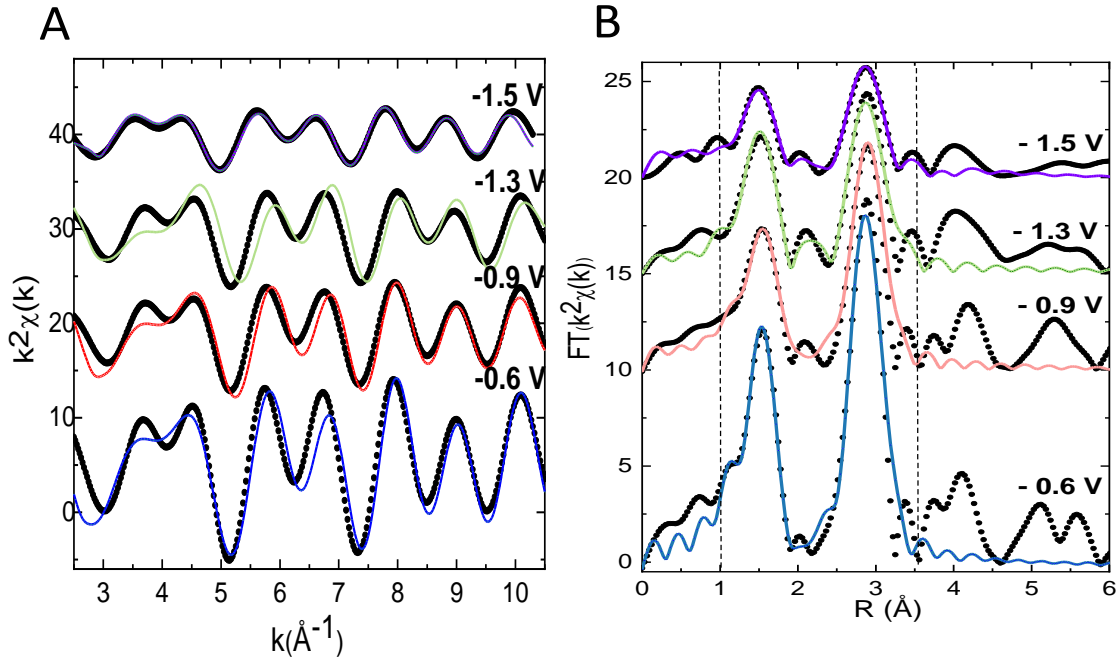 A
B
-1.5 V
-1.3 V
-0.9 V
-0.6 V
40
30
20
10
0
k²χ(k)
3 4 5 6 7 8 9 10
k(Å⁻¹)
- 1.5 V
- 1.3 V
- 0.9 V
- 0.6 V
25
20
15
10
5
0
FT(k²χ(k))
0 1 2 3 4 5 6
R (Å)